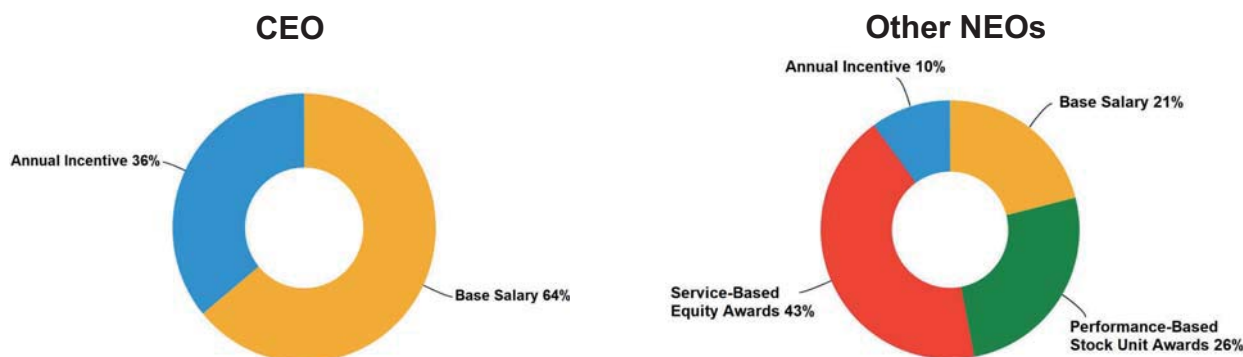 CEO
Annual Incentive 36%
Base Salary 64%
Other NEOs
Annual Incentive 10%
Base Salary 21%
Service-Based
Equity Awards 43%
Performance-Based
Stock Unit Awards 26%